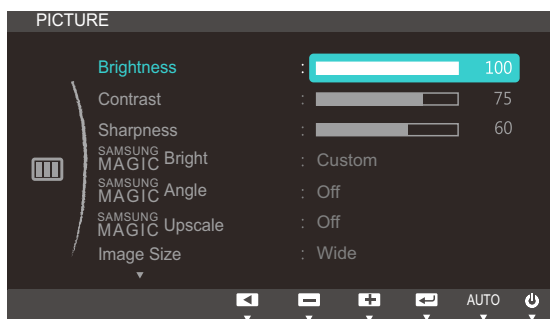 PICTURE
Brightness : 100
Contrast : 75
Sharpness : 60
SAMSUNG MAGIC Bright : Custom
SAMSUNG MAGIC Angle : Off
SAMSUNG MAGIC Upscale : Off
Image Size : Wide
AUTO